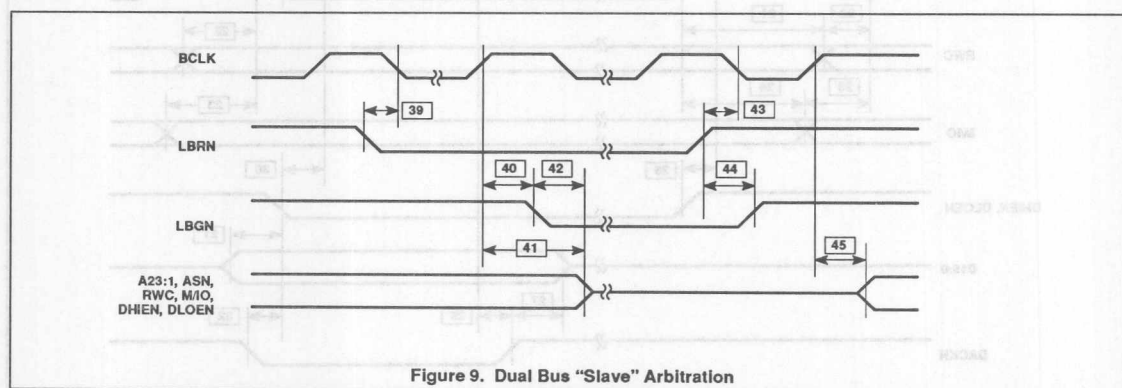 BCLK
39
43
LBRN
40
42
44
LBGN
41
45
A23:1, ASN,
RWC, M/IO,
DHIEN, DLOEN
Figure 9. Dual Bus “Slave” Arbitration